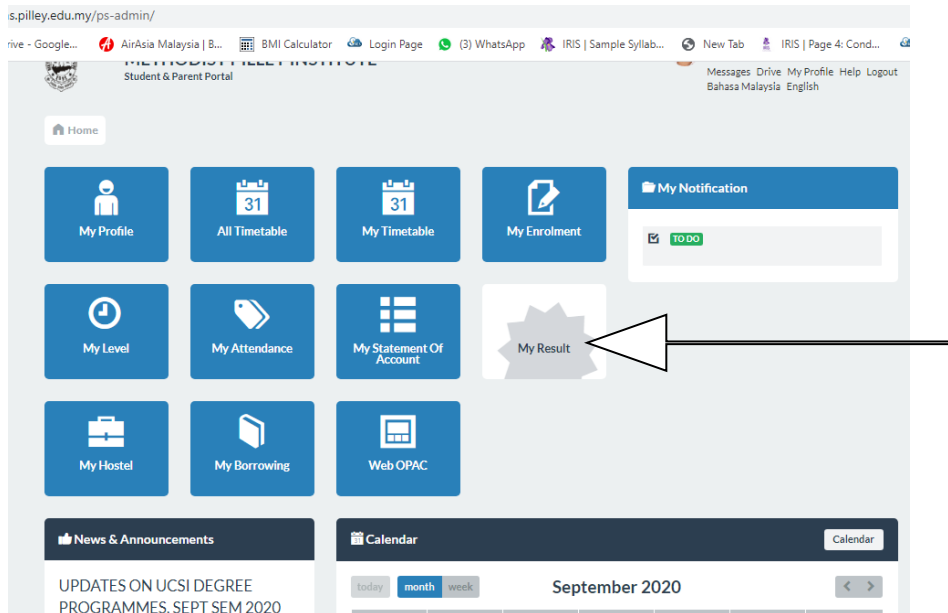 s.pilley.edu.my/ps-admin/
rive - Google... AirAsia Malaysia | B... BMI Calculator Login Page (3) WhatsApp IRIS | Sample Syllab... New Tab IRIS | Page 4: Cond...
METHODIST PILLEY INSTITUTE
Student & Parent Portal
Messages Drive My Profile Help Logout
Bahasa Malaysia English
Home
My Profile
31
All Timetable
31
My Timetable
My Enrolment
My Notification
TO DO
My Level
My Attendance
My Statement Of
Account
My Result
My Hostel
My Borrowing
Web OPAC
News & Announcements
UPDATES ON UCSI DEGREE
PROGRAMMES, SEPT SEM 2020
Calendar
Calendar
today month week September 2020 < >